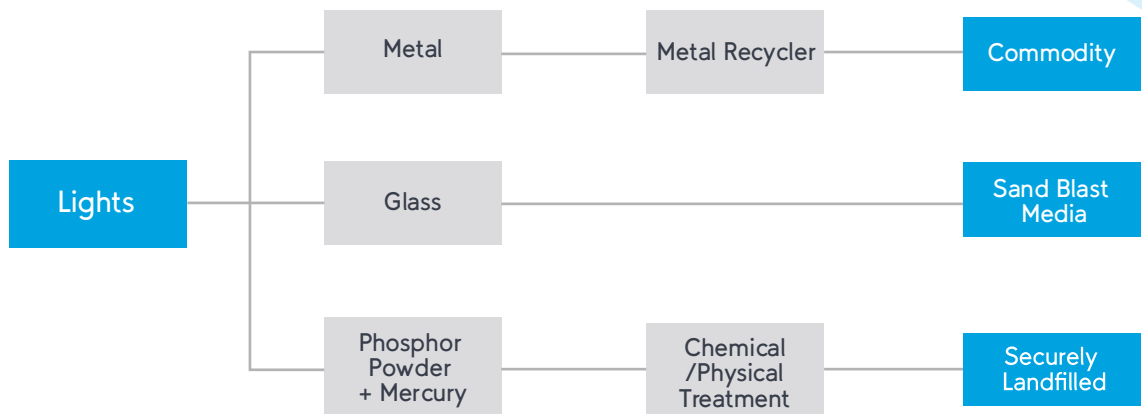 Metal
Metal Recycler
Commodity
Lights
Glass
Sand Blast
Media
Phosphor
Powder
+ Mercury
Chemical
/Physical
Treatment
Securely
Landfilled